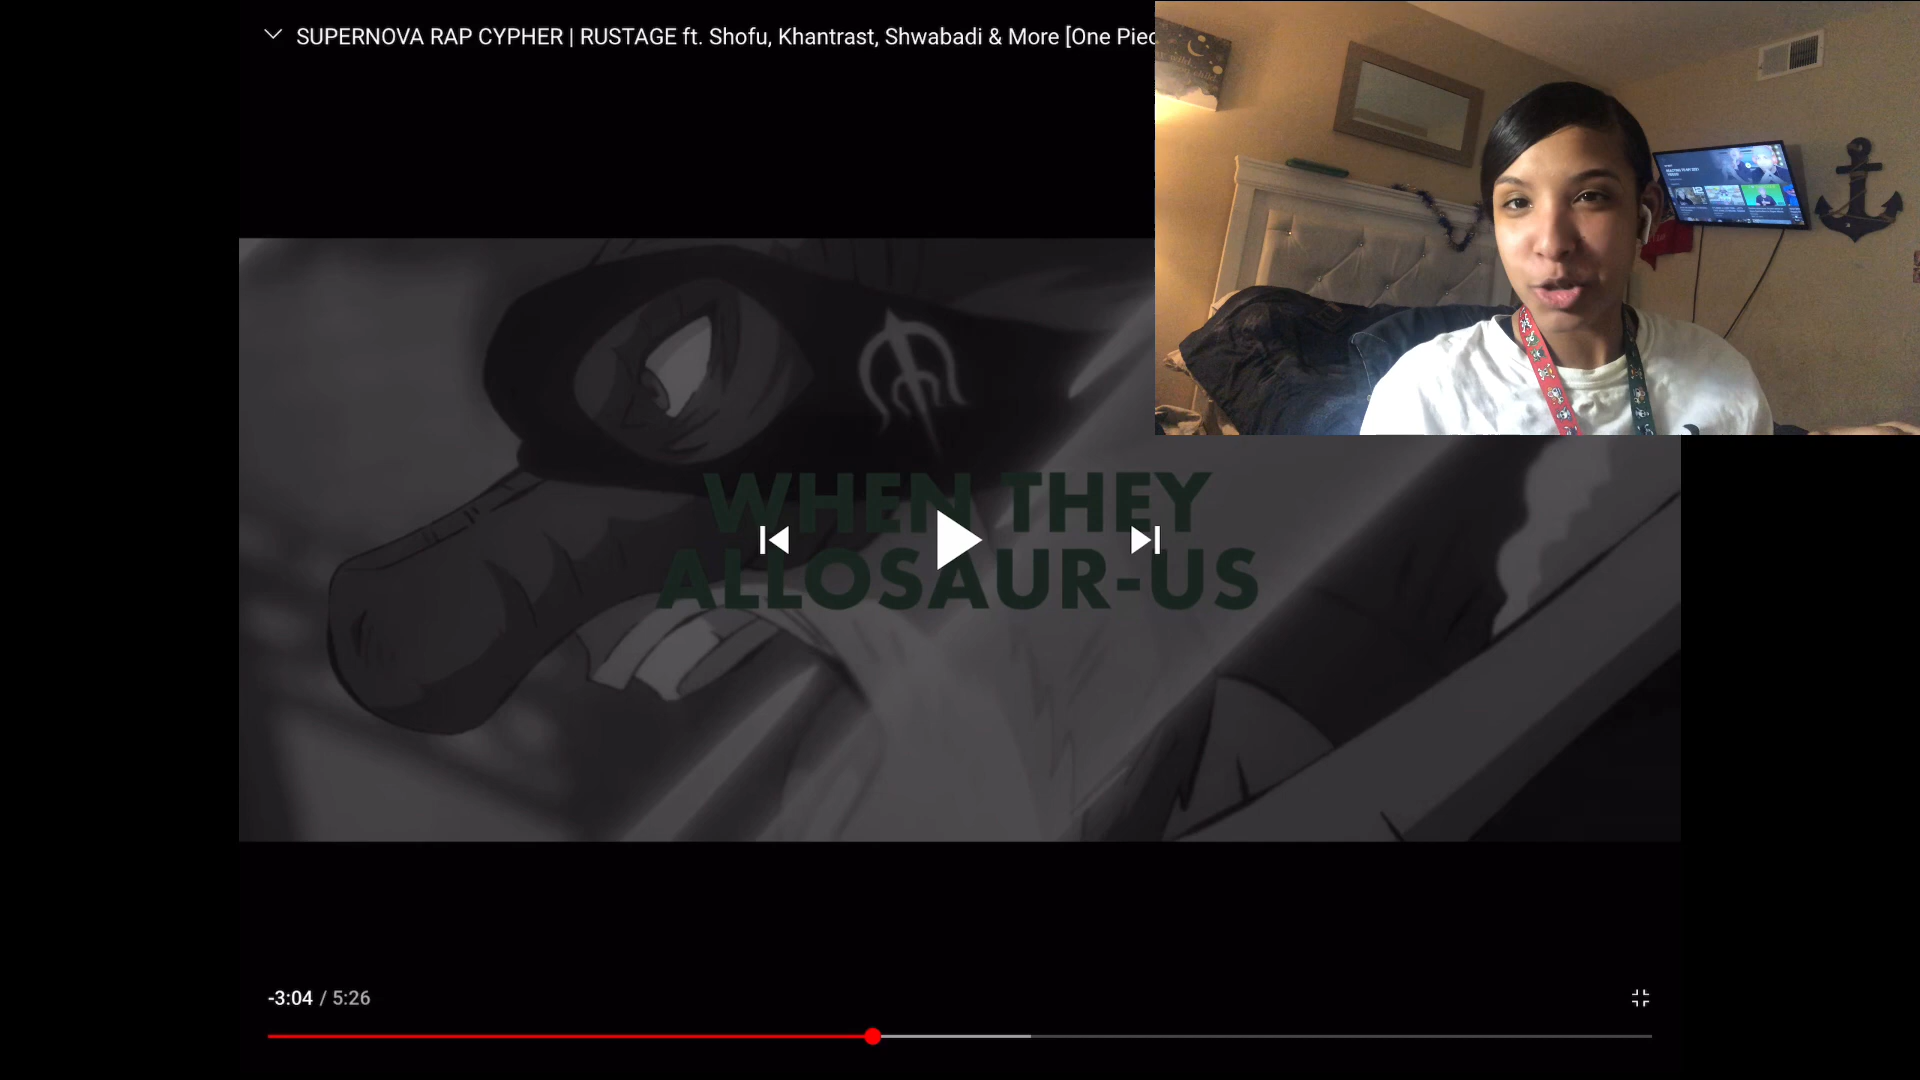 SUPERNOVA RAP CYPHER | RUSTAGE ft. Shofu, Khantrast, Shwabadi & More [One Piec
WHEN THEY
ALLOSAUR-US
-3:04 / 5:26